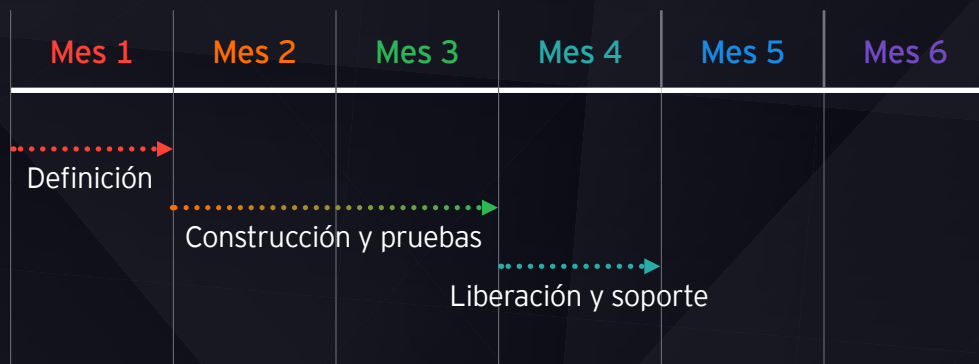 Mes 1 Mes 2 Mes 3 Mes 4 Mes 5 Mes 6
Definición
Construcción y pruebas
Liberación y soporte